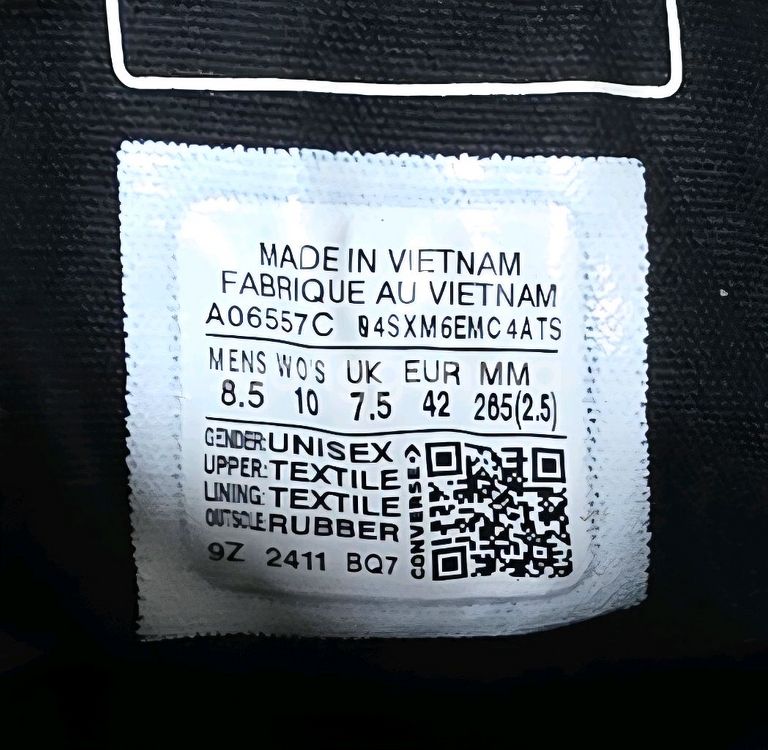 MADE IN VIETNAM
FABRIQUE AU VIETNAM
A06557C 04SXM6EMC4ATS
MENS WO'S UK EUR MM
8.5 10 7.5 42 265(2.5)
GENDER: UNISEX
UPPER: TEXTILE
LINING: TEXTILE
OUTSOLE: RUBBER
9Z 2411 BQ7
CONVERSE